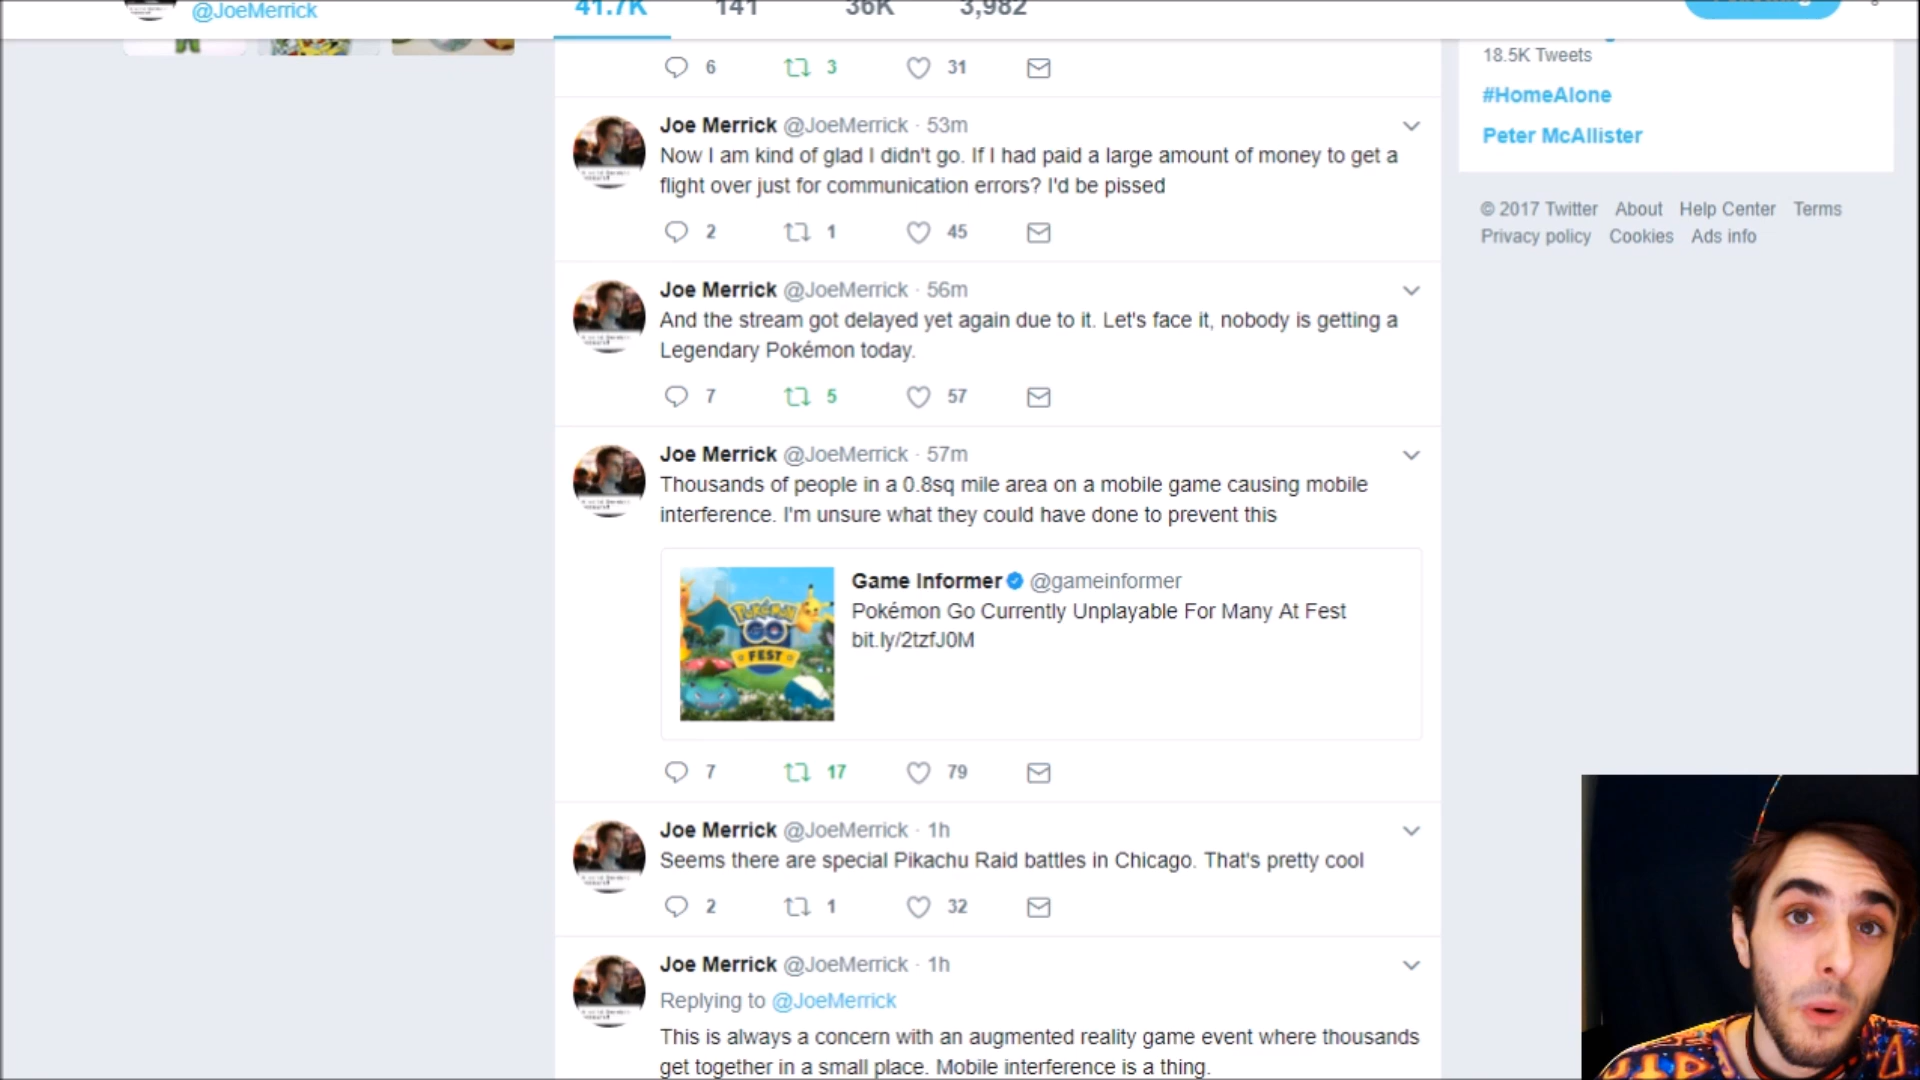 @JoeMerrick
41.7K 141 36K 3,982
18.5K Tweets
#HomeAlone
Peter McAllister
© 2017 Twitter About Help Center Terms
Privacy policy Cookies Ads info
6 3 31
Joe Merrick @JoeMerrick · 53m
Now I am kind of glad I didn't go. If I had paid a large amount of money to get a
flight over just for communication errors? I'd be pissed
2 1 45
Joe Merrick @JoeMerrick · 56m
And the stream got delayed yet again due to it. Let's face it, nobody is getting a
Legendary Pokémon today.
7 5 57
Joe Merrick @JoeMerrick · 57m
Thousands of people in a 0.8sq mile area on a mobile game causing mobile
interference. I'm unsure what they could have done to prevent this
POKéMON
GO
FEST
Game Informer @gameinformer
Pokémon Go Currently Unplayable For Many At Fest
bit.ly/2tzfJ0M
7 17 79
Joe Merrick @JoeMerrick · 1h
Seems there are special Pikachu Raid battles in Chicago. That's pretty cool
2 1 32
Joe Merrick @JoeMerrick · 1h
Replying to @JoeMerrick
This is always a concern with an augmented reality game event where thousands
get together in a small place. Mobile interference is a thing.